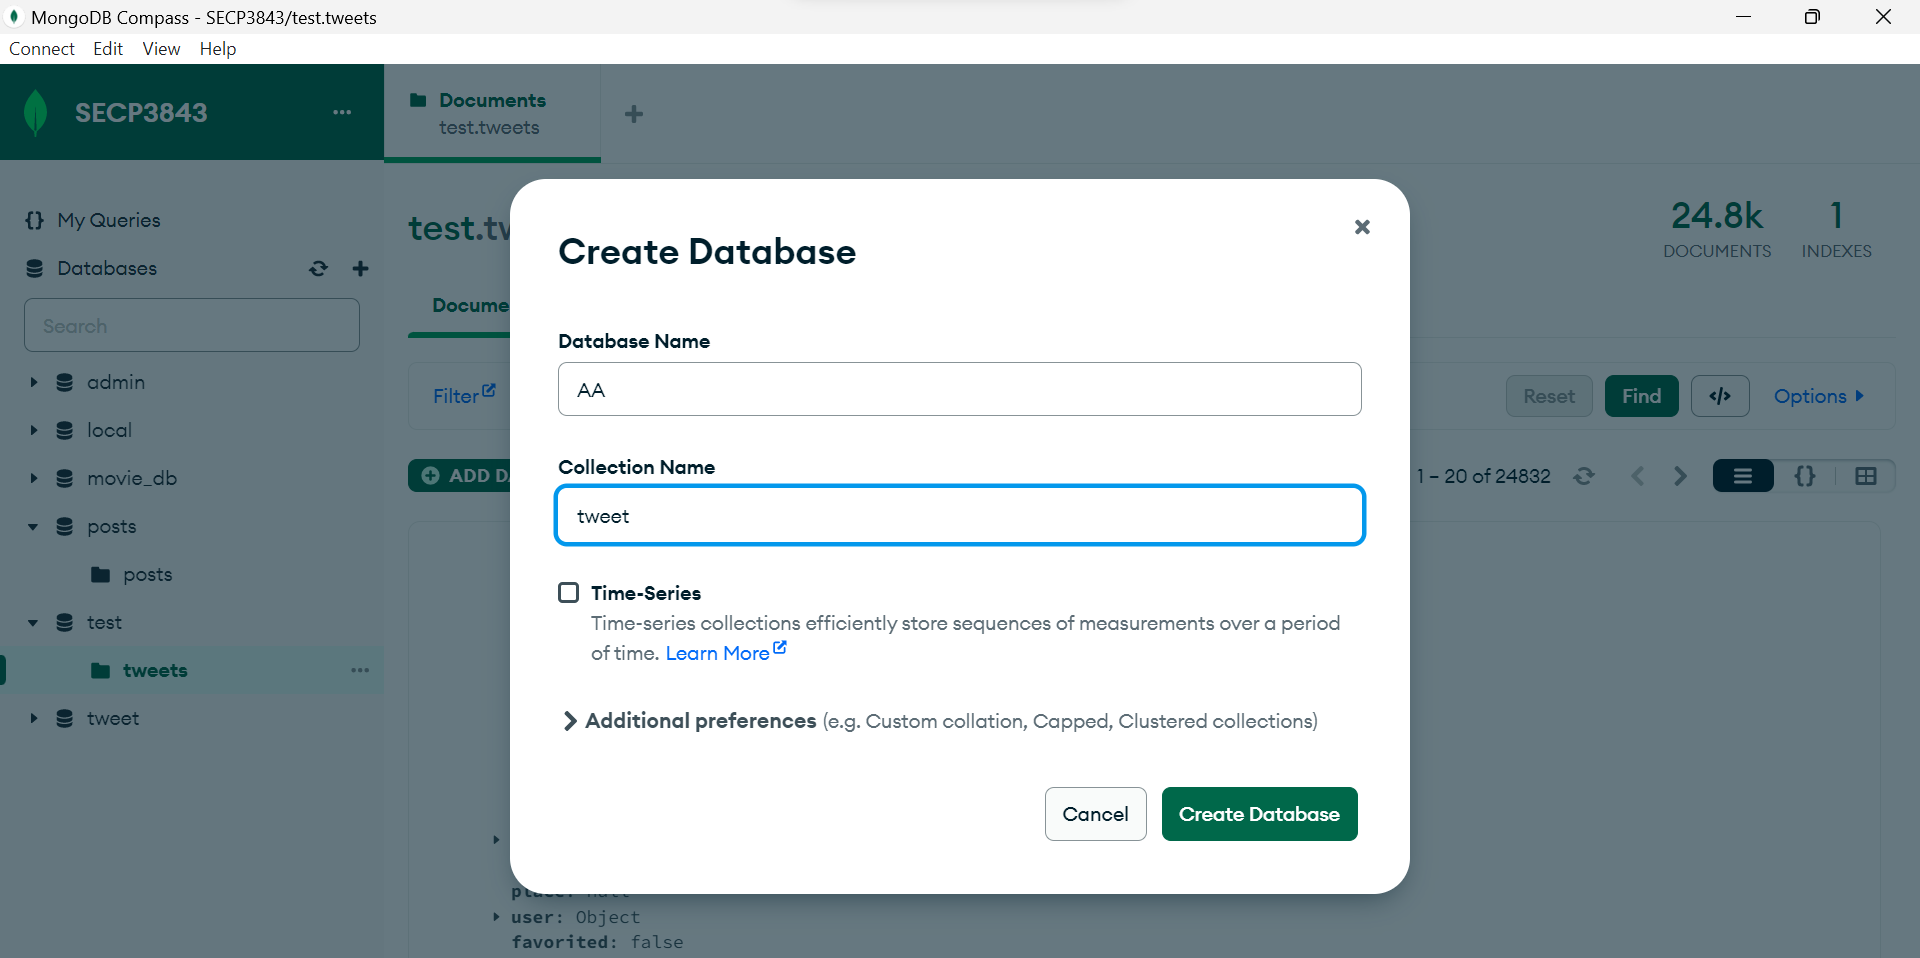 MongoDB Compass - SECP3843/test.tweets
Connect Edit View Help
SECP3843
Documents
test.tweets
My Queries
Databases
Search
admin
local
movie_db
posts
posts
test
tweets
tweet
test.tw
24.8k
DOCUMENTS
1
INDEXES
Docume
Filter
Reset
Find
</>
Options
ADD D
1 – 20 of 24832
{}
Create Database
Database Name
AA
Collection Name
tweet
Time-Series
Time-series collections efficiently store sequences of measurements over a period
of time. Learn More
Additional preferences (e.g. Custom collation, Capped, Clustered collections)
Cancel
Create Database
user: Object
favorited: false